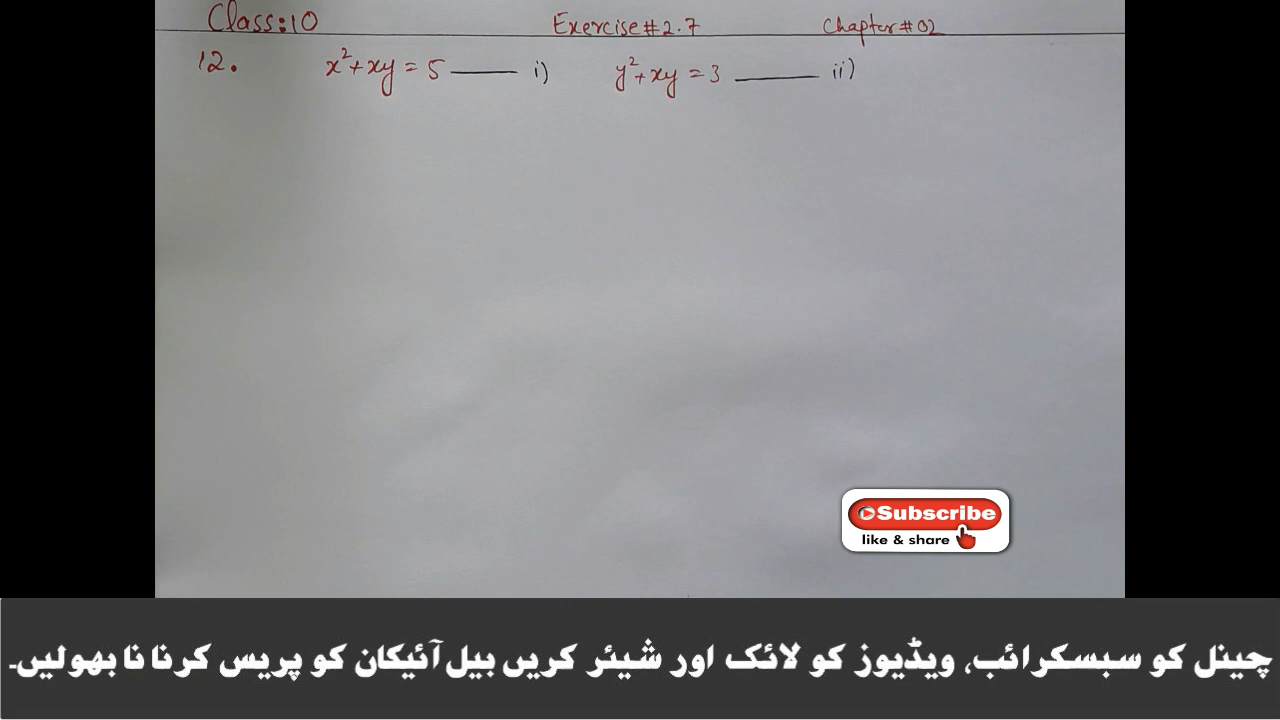 Class:10 Exercise#2.7 Chapter#02
12. x²+xy = 5 —— i) y²+xy = 3 —— ii)
Subscribe
like & share
چینل کو سبسکرائب، ویڈیوز کو لائک اور شیئر کریں بیل آئیکان کو پریس کرنا نا بھولیں۔